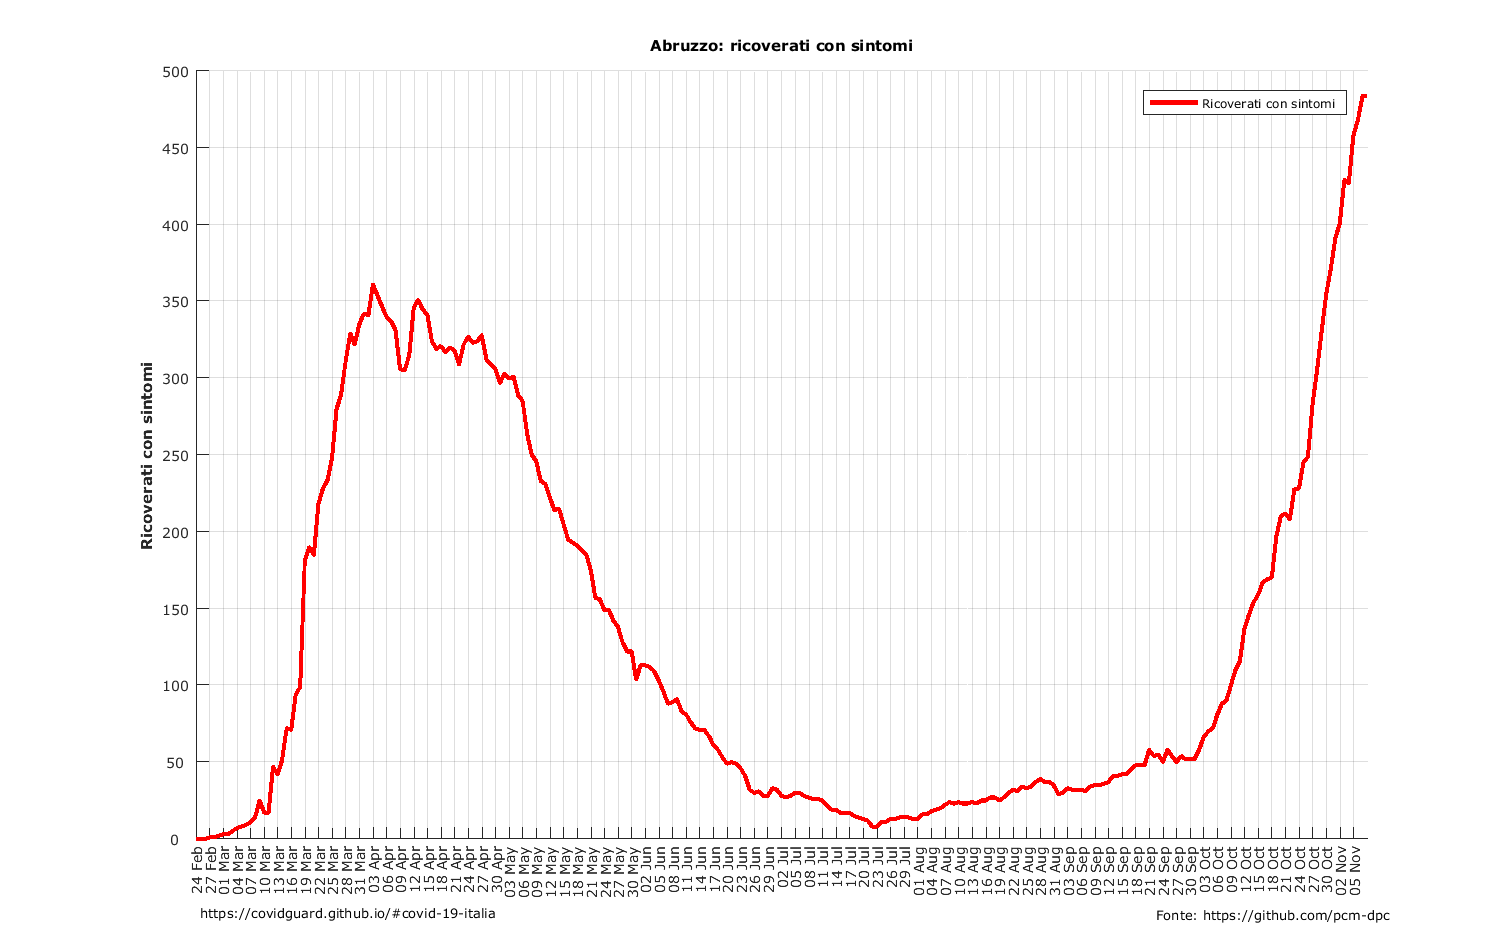 Abruzzo: ricoverati con sintomi
500
450
400
350
300
250
200
150
100
50
0
Ricoverati con sintomi
Ricoverati con sintomi
24 Feb
27 Feb
01 Mar
04 Mar
07 Mar
10 Mar
13 Mar
16 Mar
19 Mar
22 Mar
25 Mar
28 Mar
31 Mar
03 Apr
06 Apr
09 Apr
12 Apr
15 Apr
18 Apr
21 Apr
24 Apr
27 Apr
30 Apr
03 May
06 May
09 May
12 May
15 May
18 May
21 May
24 May
27 May
30 May
02 Jun
05 Jun
08 Jun
11 Jun
14 Jun
17 Jun
20 Jun
23 Jun
26 Jun
29 Jun
02 Jul
05 Jul
08 Jul
11 Jul
14 Jul
17 Jul
20 Jul
23 Jul
26 Jul
29 Jul
01 Aug
04 Aug
07 Aug
10 Aug
13 Aug
16 Aug
19 Aug
22 Aug
25 Aug
28 Aug
31 Aug
03 Sep
06 Sep
09 Sep
12 Sep
15 Sep
18 Sep
21 Sep
24 Sep
27 Sep
30 Sep
03 Oct
06 Oct
09 Oct
12 Oct
15 Oct
18 Oct
21 Oct
24 Oct
27 Oct
30 Oct
02 Nov
05 Nov
https://covidguard.github.io/#covid-19-italia
Fonte: https://github.com/pcm-dpc